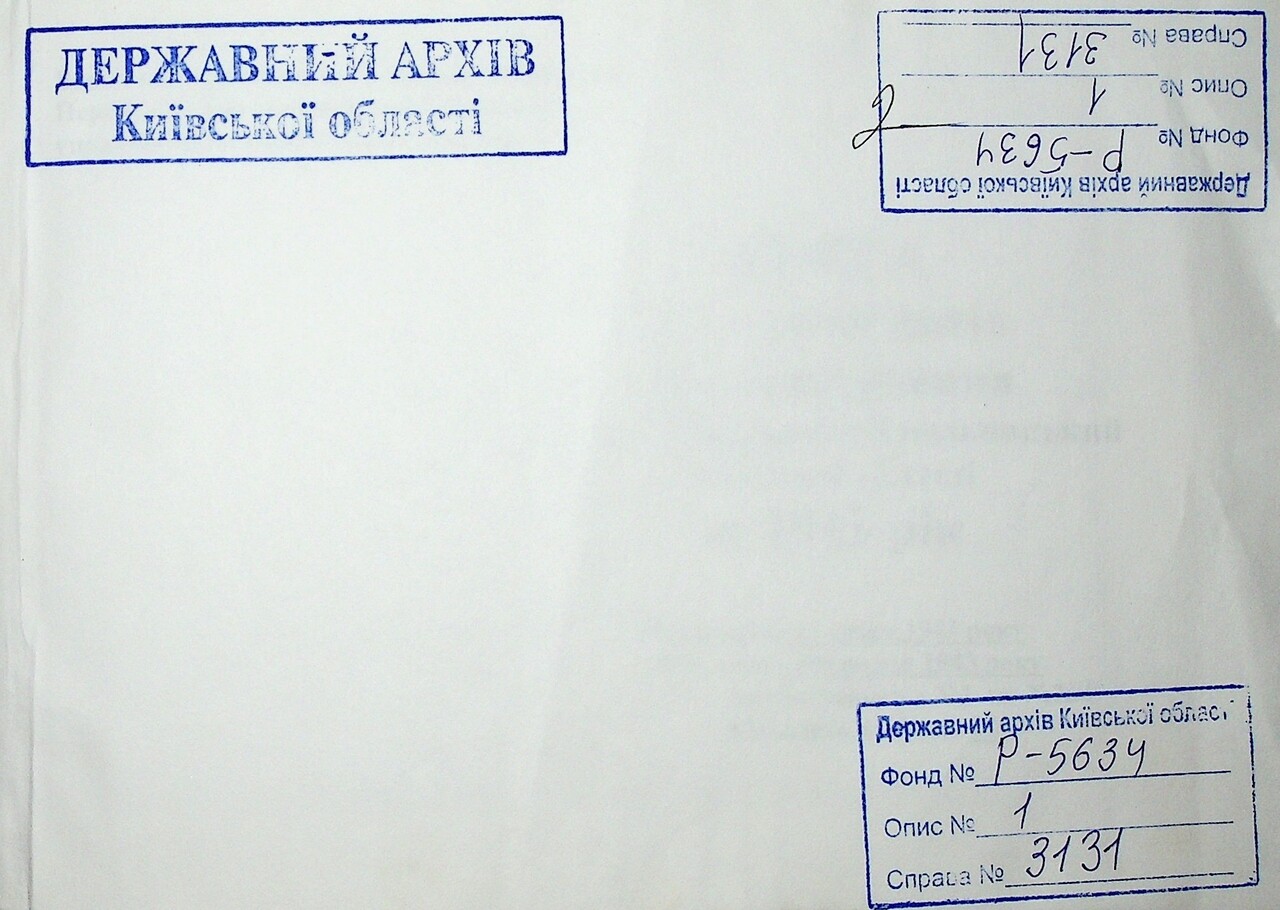 ДЕРЖАВНИЙ АРХІВ
Київської області
Державний архів Київської області
Фонд № Р-5634
Опис № 1
Справа № 3131
Державний архів Київської області
Фонд № Р-5634
Опис № 1
Справа № 3131